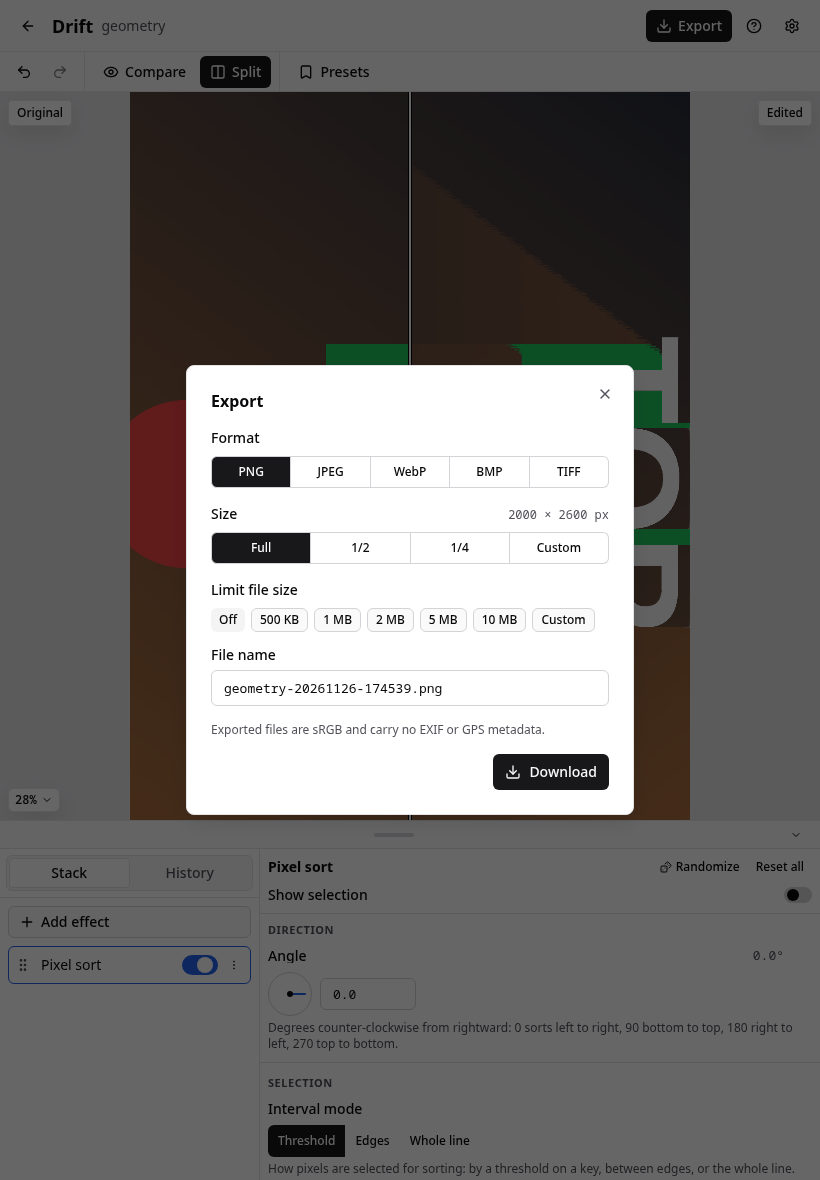 Drift geometry
Export
Compare
Split
Presets
Original
Edited
Export
Format
PNG
JPEG
WebP
BMP
TIFF
Size
2000 × 2600 px
Full
1/2
1/4
Custom
Limit file size
Off
500 KB
1 MB
2 MB
5 MB
10 MB
Custom
File name
geometry-20261126-174539.png
Exported files are sRGB and carry no EXIF or GPS metadata.
Download
28%
Stack
History
Add effect
Pixel sort
Pixel sort
Randomize
Reset all
Show selection
DIRECTION
Angle
0.0°
0.0
Degrees counter-clockwise from rightward: 0 sorts left to right, 90 bottom to top, 180 right to
left, 270 top to bottom.
SELECTION
Interval mode
Threshold
Edges
Whole line
How pixels are selected for sorting: by a threshold on a key, between edges, or the whole line.